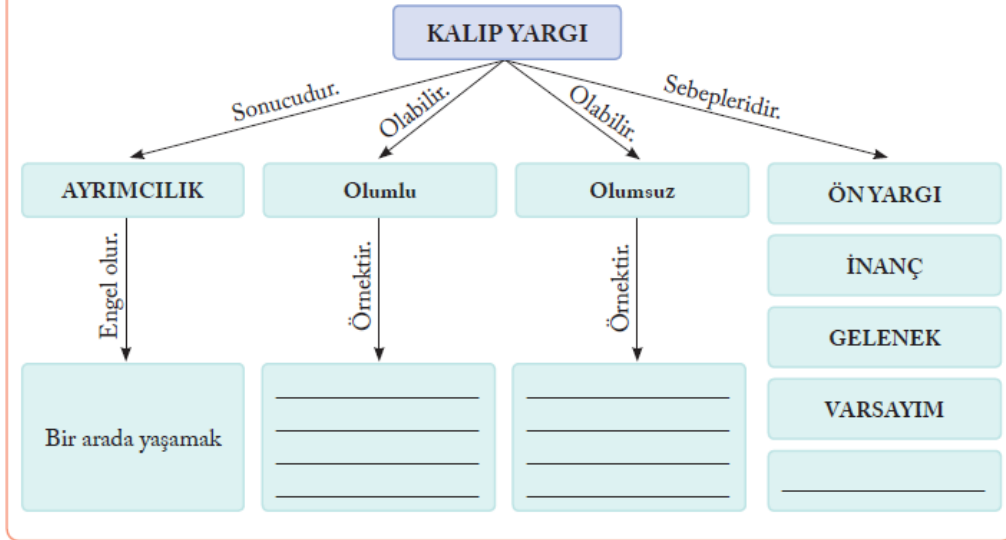 KALIP YARGI
Sonucudur.
Olabilir.
Olabilir.
Sebepleridir.
AYRIMCILIK
Olumlu
Olumsuz
ÖN YARGI
Engel olur.
Örnektir.
Örnektir.
İNANÇ
GELENEK
VARSAYIM
Bir arada yaşamak